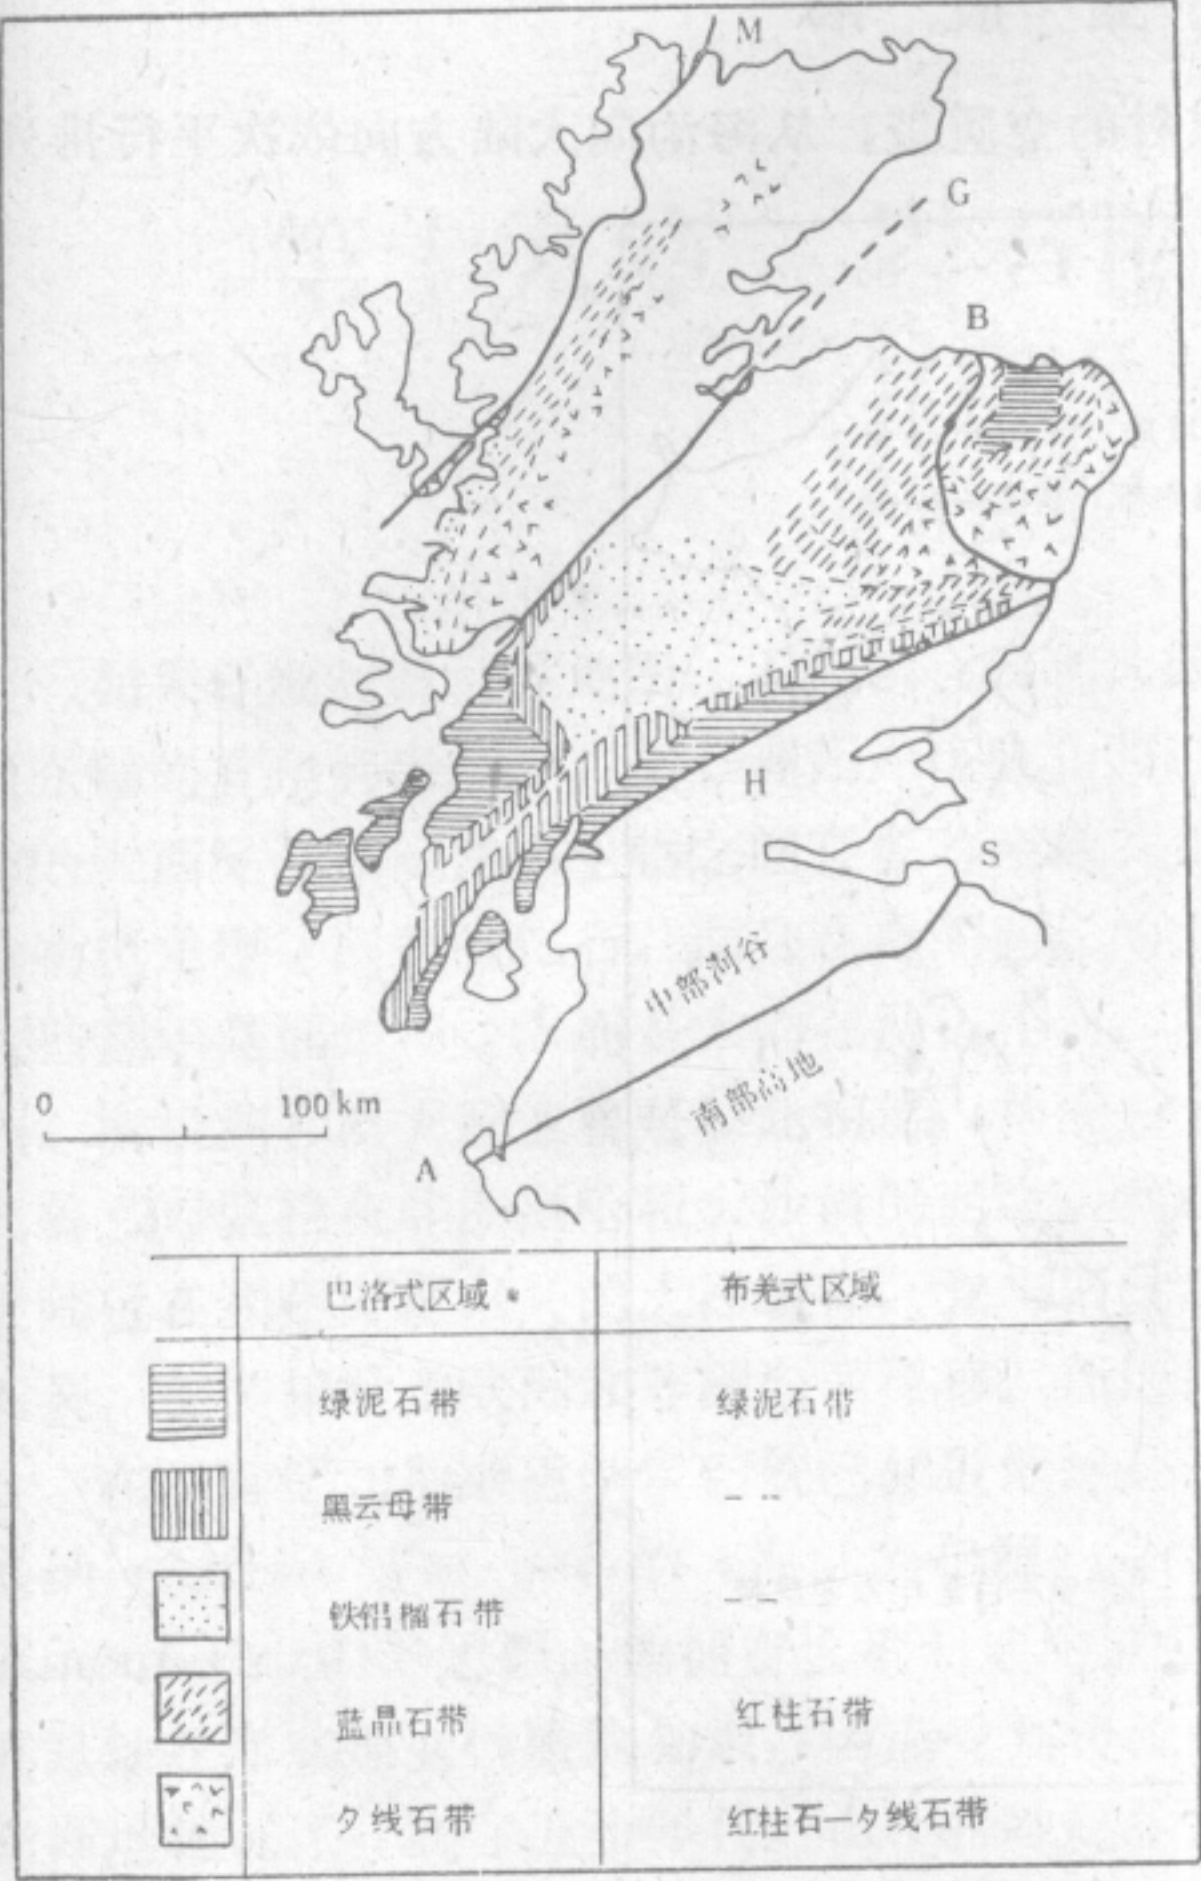 M
G
B
H
S
中部河谷
南部高地
0 100 km
A
巴洛式区域 布羌式区域
绿泥石带 绿泥石带
黑云母带 — —
铁铝榴石带 — —
蓝晶石带 红柱石带
夕线石带 红柱石—夕线石带